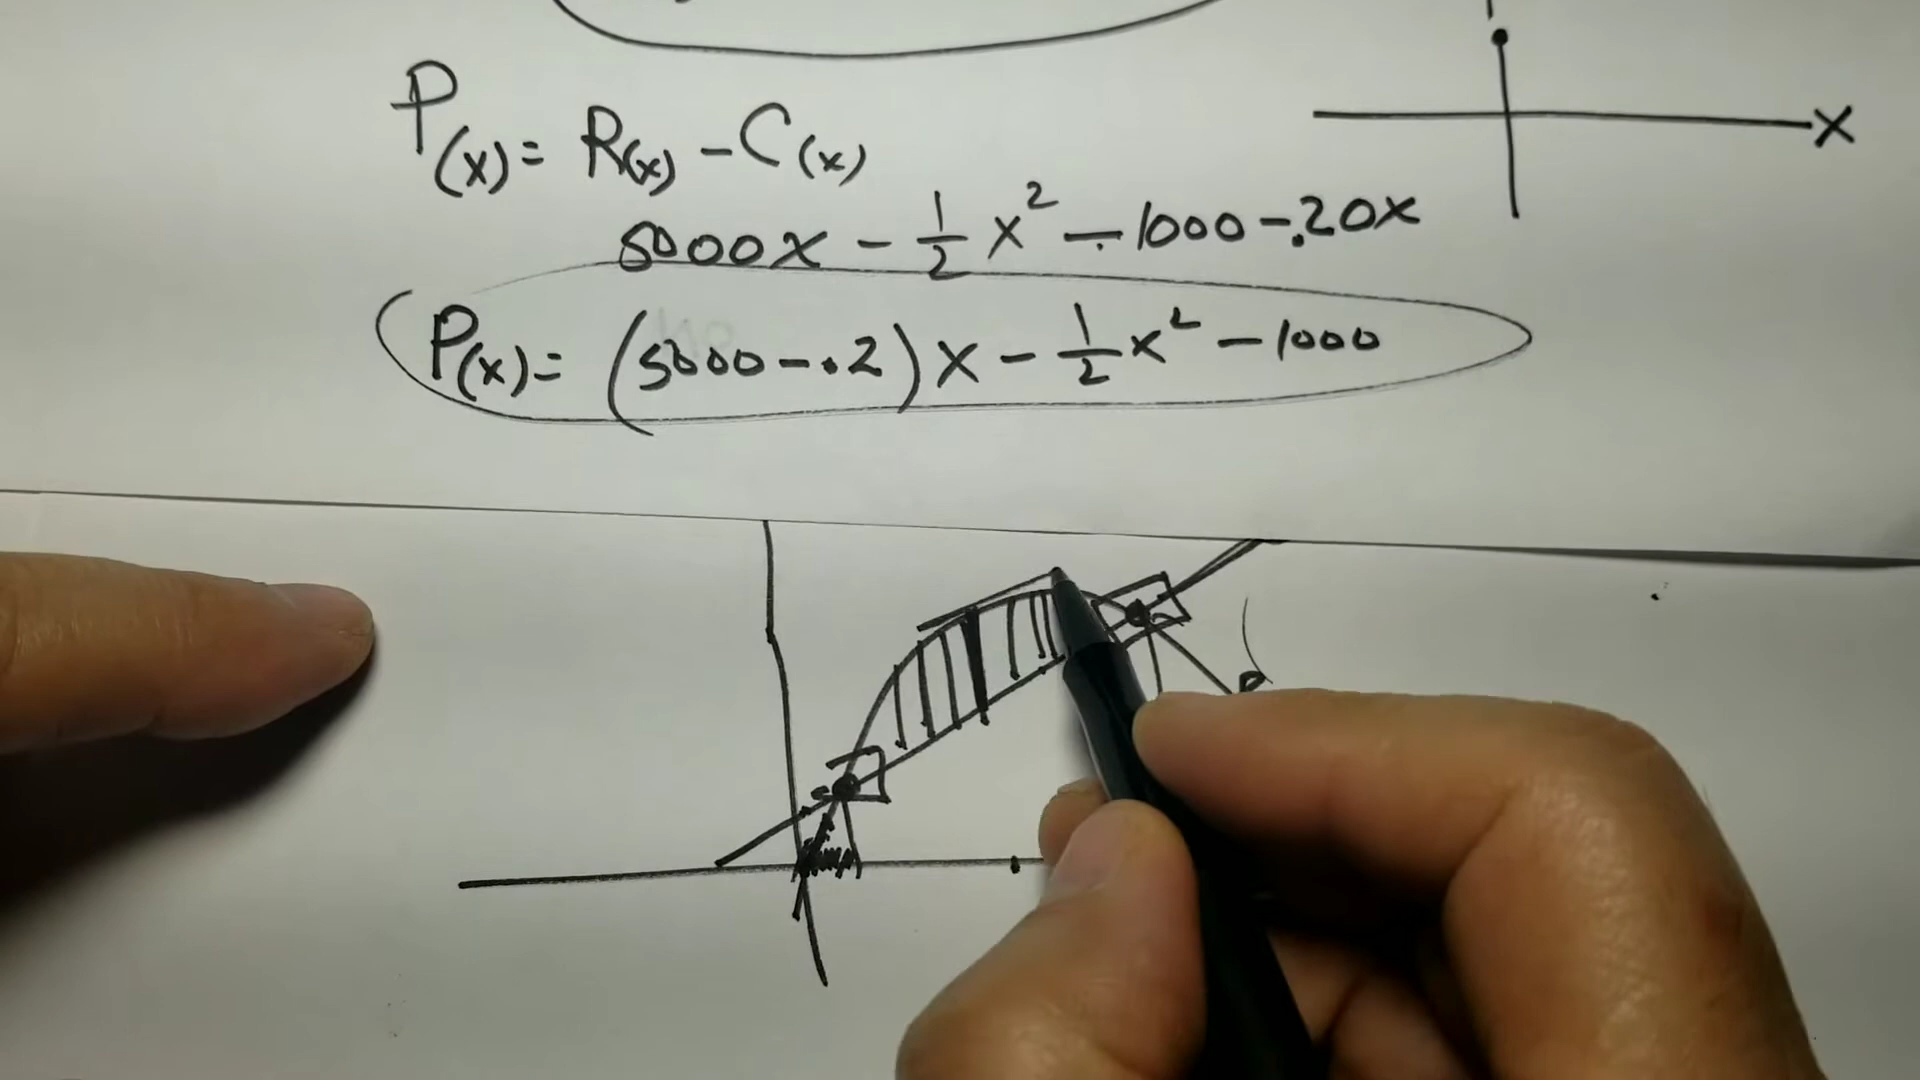 P(x) = R(x) - C(x)
x
5000x - 1/2 x² - 1000 - .20x
P(x) = (5000 - .2)x - 1/2 x² - 1000